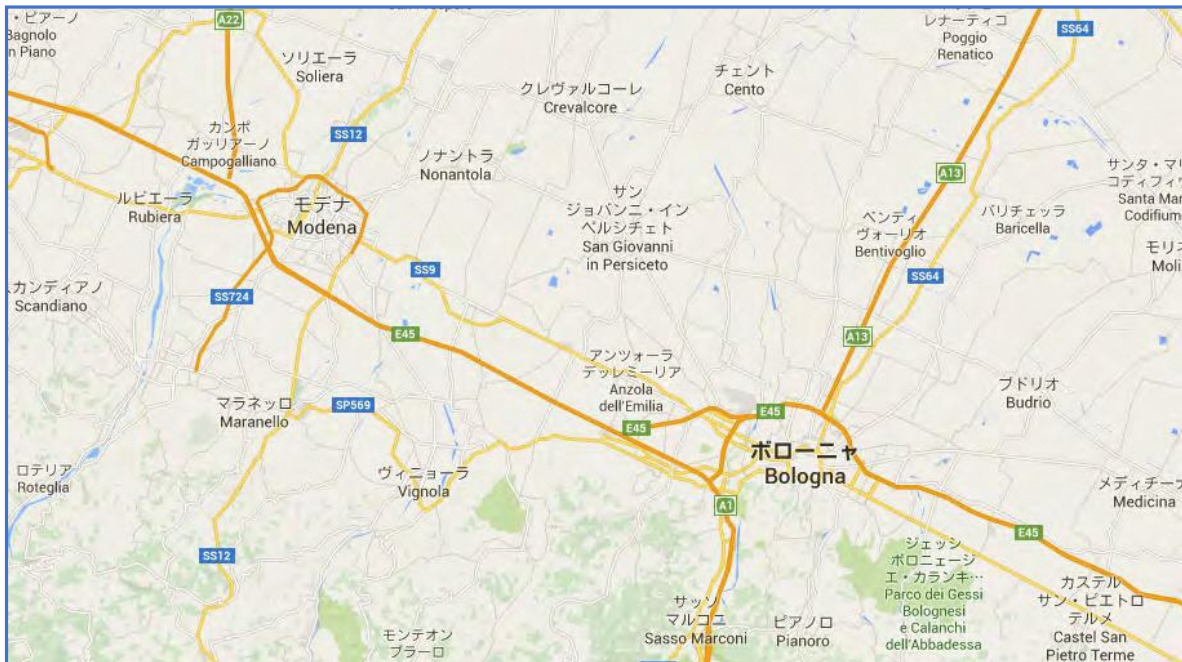 ・ピアーノ
Bagnolo
n Piano
A22
ソリエーラ
Soliera
レナーティコ
Poggio
Renatico
SS64
チェント
Cento
クレヴァルコーレ
Crevalcore
カンポ
ガッリアーノ
Campogalliano
SS12
ノナントラ
Nonantola
A13
サンタ・マリ
コディフィウ
Santa Mar
Codifium
ルビエーラ
Rubiera
モデナ
Modena
サン
ジョバンニ・イン
ペルシチェト
San Giovanni
in Persiceto
ベンティ
ヴォーリオ
Bentivoglio
バリチェッラ
Baricella
モリネ
Moli
スカンディアノ
Scandiano
SS724
SS9
SS64
E45
A13
アンツォーラ
デッレミーリア
Anzola
dell'Emilia
ブドリオ
Budrio
マラネッロ
Maranello
SP569
E45
E45
ボローニャ
Bologna
ロテリア
Roteglia
ヴィニョーラ
Vignola
メディチーナ
Medicina
A1
E45
SS12
ジェッシ
ボロニェージ
エ・カランキ…
Parco dei Gessi
Bolognesi
e Calanchi
dell'Abbadessa
カステル
サン・ピエトロ
テルメ
Castel San
Pietro Terme
サッソ
マルコニ
Sasso Marconi
ピアノロ
Pianoro
モンテオン
ブラーロ